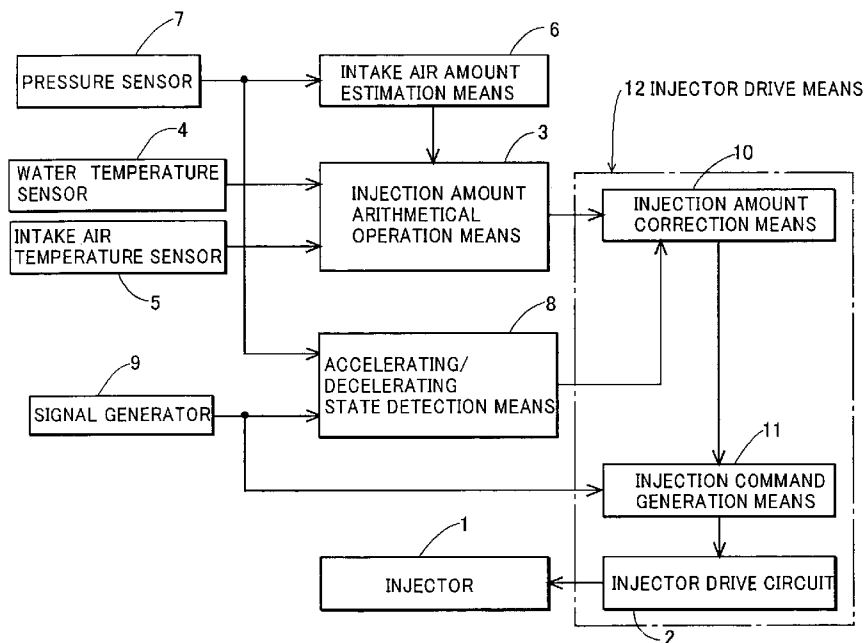 7
6
PRESSURE SENSOR
INTAKE AIR AMOUNT
ESTIMATION MEANS
12 INJECTOR DRIVE MEANS
4
3
10
WATER TEMPERATURE
SENSOR
INJECTION AMOUNT
ARITHMETICAL
OPERATION MEANS
INJECTION AMOUNT
CORRECTION MEANS
INTAKE AIR
TEMPERATURE SENSOR
5
8
9
ACCELERATING/
DECELERATING
STATE DETECTION MEANS
SIGNAL GENERATOR
11
INJECTION COMMAND
GENERATION MEANS
1
INJECTOR
INJECTOR DRIVE CIRCUIT
2